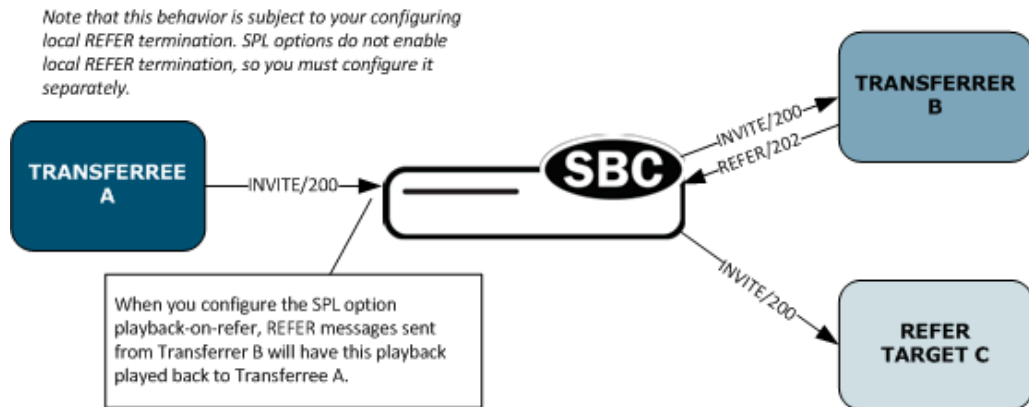 Note that this behavior is subject to your configuring
local REFER termination. SPL options do not enable
local REFER termination, so you must configure it
separately.
TRANSFERREE
A
INVITE/200
SBC
INVITE/200
REFER/202
TRANSFERRER
B
When you configure the SPL option
playback-on-refer, REFER messages sent
from Transferrer B will have this playback
played back to Transferree A.
INVITE/200
REFER
TARGET C